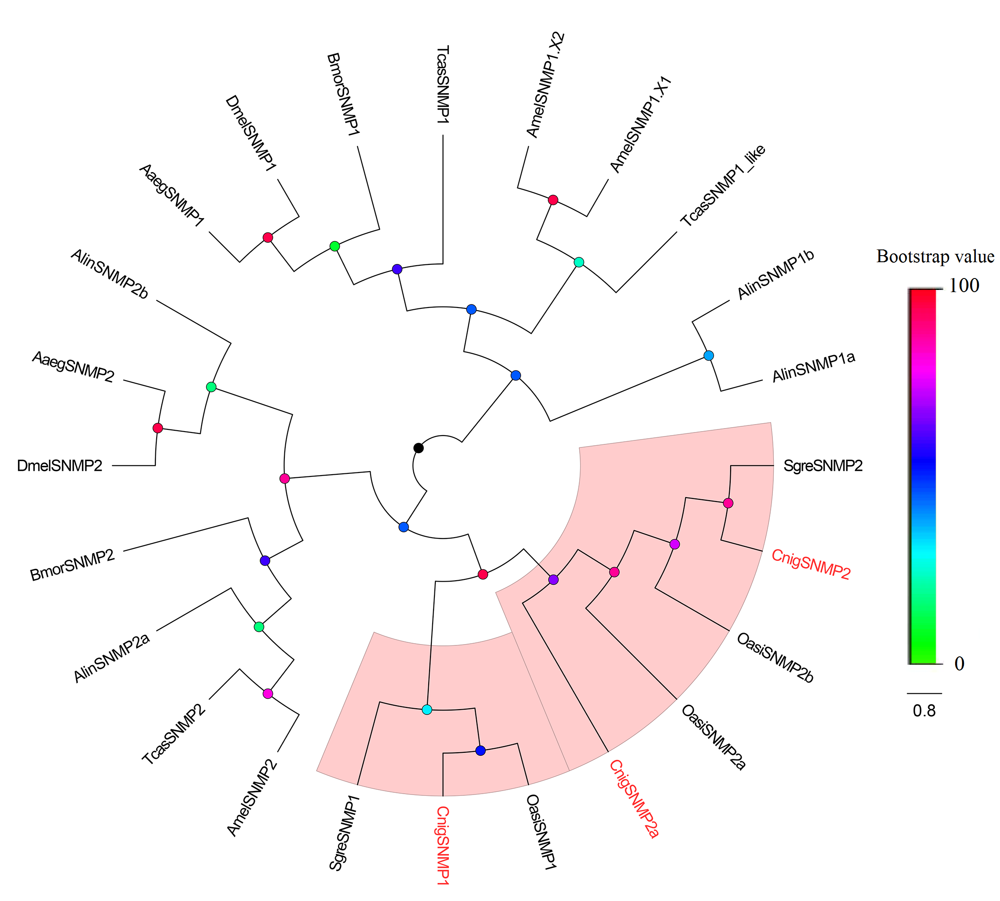 TcasSNMP1
AmelSNMP1.X2
AmelSNMP1.X1
TcasSNMP1_like
AlinSNMP1b
AlinSNMP1a
SgreSNMP2
CnigSNMP2
OasiSNMP2b
OasiSNMP2a
CnigSNMP2a
OasiSNMP1
CnigSNMP1
SgreSNMP1
AmelSNMP2
TcasSNMP2
AlinSNMP2a
BmorSNMP2
DmelSNMP2
AaegSNMP2
AlinSNMP2b
AaegSNMP1
DmelSNMP1
BmorSNMP1
Bootstrap value
100
0
0.8